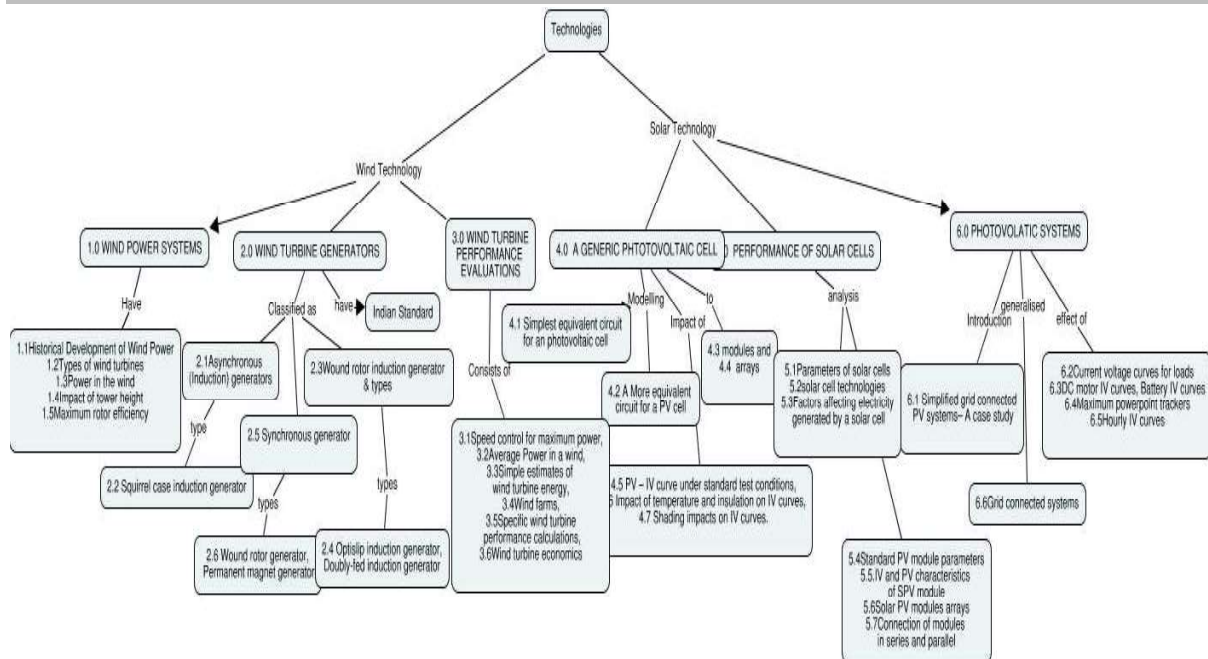 Technologies
Solar Technology
Wind Technology
1.0 WIND POWER SYSTEMS
2.0 WIND TURBINE GENERATORS
3.0 WIND TURBINE
PERFORMANCE
EVALUATIONS
4.0 A GENERIC PHTOTOVOLTAIC CELL
PERFORMANCE OF SOLAR CELLS
6.0 PHOTOVOLATIC SYSTEMS
Have
Classified as
have
Indian Standard
Consists of
Modelling
Impact of
to
analysis
Introduction
generalised
effect of
1.1Historical Development of Wind Power
1.2Types of wind turbines
1.3Power in the wind
1.4Impact of tower height
1.5Maximum rotor efficiency
2.1Asynchronous
(Induction) generators
2.3Wound rotor induction generator
& types
type
2.5 Synchronous generator
2.2 Squirrel case induction generator
types
types
2.6 Wound rotor generator,
Permanent magnet generator
2.4 Optislip induction generator,
Doubly-fed induction generator
3.1Speed control for maximum power,
3.2Average Power in a wind,
3.3Simple estimates of
wind turbine energy,
3.4Wind farms,
3.5Specific wind turbine
performance calculations,
3.6Wind turbine economics
4.1 Simplest equivalent circuit
for an photovoltaic cell
4.2 A More equivalent
circuit for a PV cell
4.3 modules and
4.4 arrays
4.5 PV – IV curve under standard test conditions,
6 Impact of temperature and insulation on IV curves,
4.7 Shading impacts on IV curves.
5.1Parameters of solar cells
5.2solar cell technologies
5.3Factors affecting electricity
generated by a solar cell
5.4Standard PV module parameters
5.5.IV and PV characteristics
of SPV module
5.6Solar PV modules arrays
5.7Connection of modules
in series and parallel
6.1 Simplified grid connected
PV systems– A case study
6.2Current voltage curves for loads
6.3DC motor IV curves, Battery IV curves
6.4Maximum powerpoint trackers
6.5Hourly IV curves
6.6Grid connected systems